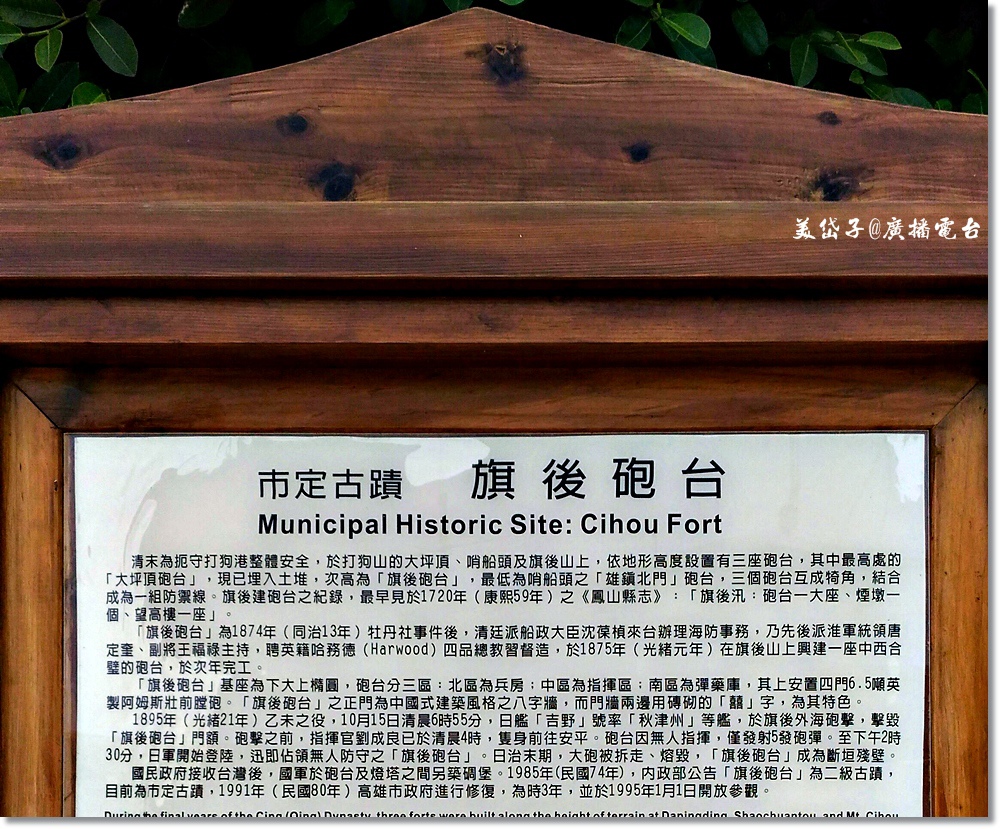 美岱子@廣播電台
市定古蹟 旗後砲台
Municipal Historic Site: Cihou Fort
清末為扼守打狗港整體安全，於打狗山的大坪頂、哨船頭及旗後山上，依地形高度設置有三座砲台，其中最高處的
「大坪頂砲台」，現已埋入土堆，次高為「旗後砲台」，最低為哨船頭之「雄鎮北門」砲台，三個砲台互成犄角，結合
成為一組防禦線。旗後建砲台之紀錄，最早見於1720年（康熙59年）之《鳳山縣志》：「旗後汛：砲台一大座、煙墩一
個、望高樓一座」。
「旗後砲台」為1874年（同治13年）牡丹社事件後，清廷派船政大臣沈葆楨來台辦理海防事務，乃先後派淮軍統領唐
定奎、副將王福祿主持，聘英籍哈務德（Harwood）四品總教習督造，於1875年（光緒元年）在旗後山上興建一座中西合
璧的砲台，於次年完工。
「旗後砲台」基座為下大上橢圓，砲台分三區：北區為兵房；中區為指揮區；南區為彈藥庫，其上安置四門6.5噸英
製阿姆斯壯前膛砲。「旗後砲台」之正門為中國式建築風格之八字牆，而門牆兩邊用磚砌的「囍」字，為其特色。
1895年（光緒21年）乙未之役，10月15日清晨6時55分，日艦「吉野」號率「秋津州」等艦，於旗後外海砲擊，擊毀
「旗後砲台」門額。砲擊之前，指揮官劉成良已於清晨4時，隻身前往安平。砲台因無人指揮，僅發射5發砲彈。至下午2時
30分，日軍開始登陸，迅即佔領無人防守之「旗後砲台」。日治末期，大砲被拆走、熔毀，「旗後砲台」成為斷垣殘壁。
國民政府接收台灣後，國軍於砲台及燈塔之間另築碉堡。1985年(民國74年)，內政部公告「旗後砲台」為二級古蹟，
目前為市定古蹟，1991年（民國80年）高雄市政府進行修復，為時3年，並於1995年1月1日開放參觀。
During the final years of the Cing (Qing) Dynasty, three forts were built along the height of terrain at Dapingding, Shaochuantou, and Mt. Cihou